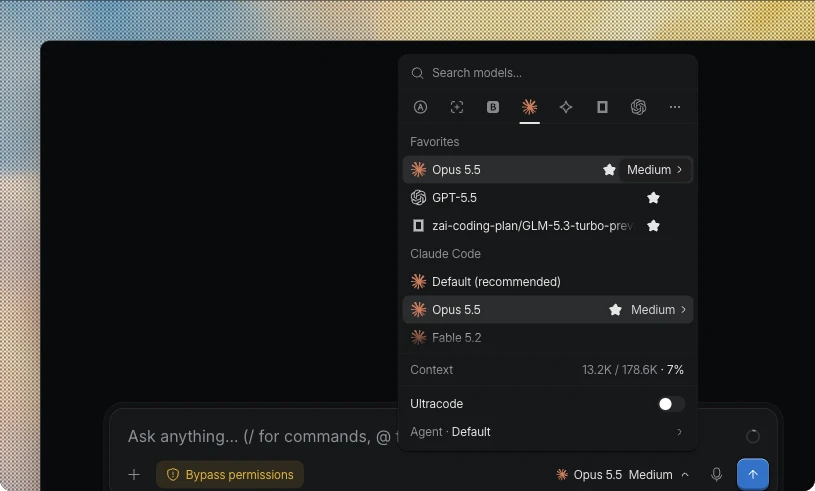 Search models...
Favorites
Opus 5.5 Medium
GPT-5.5
zai-coding-plan/GLM-5.3-turbo-prev
Claude Code
Default (recommended)
Opus 5.5 Medium
Fable 5.2
Context 13.2K / 178.6K · 7%
Ultracode
Ask anything... (/ for commands, @ f
Agent · Default
Bypass permissions
Opus 5.5 Medium